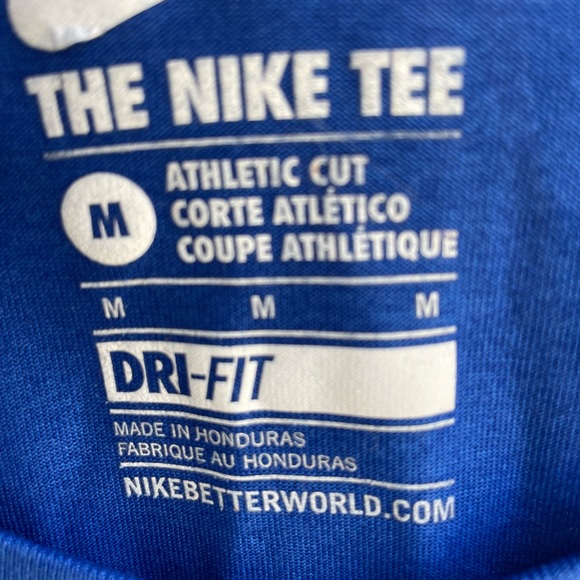 THE NIKE TEE
M
ATHLETIC CUT
CORTE ATLÉTICO
COUPE ATHLÉTIQUE
M M M
DRI-FIT
MADE IN HONDURAS
FABRIQUE AU HONDURAS
NIKEBETTERWORLD.COM